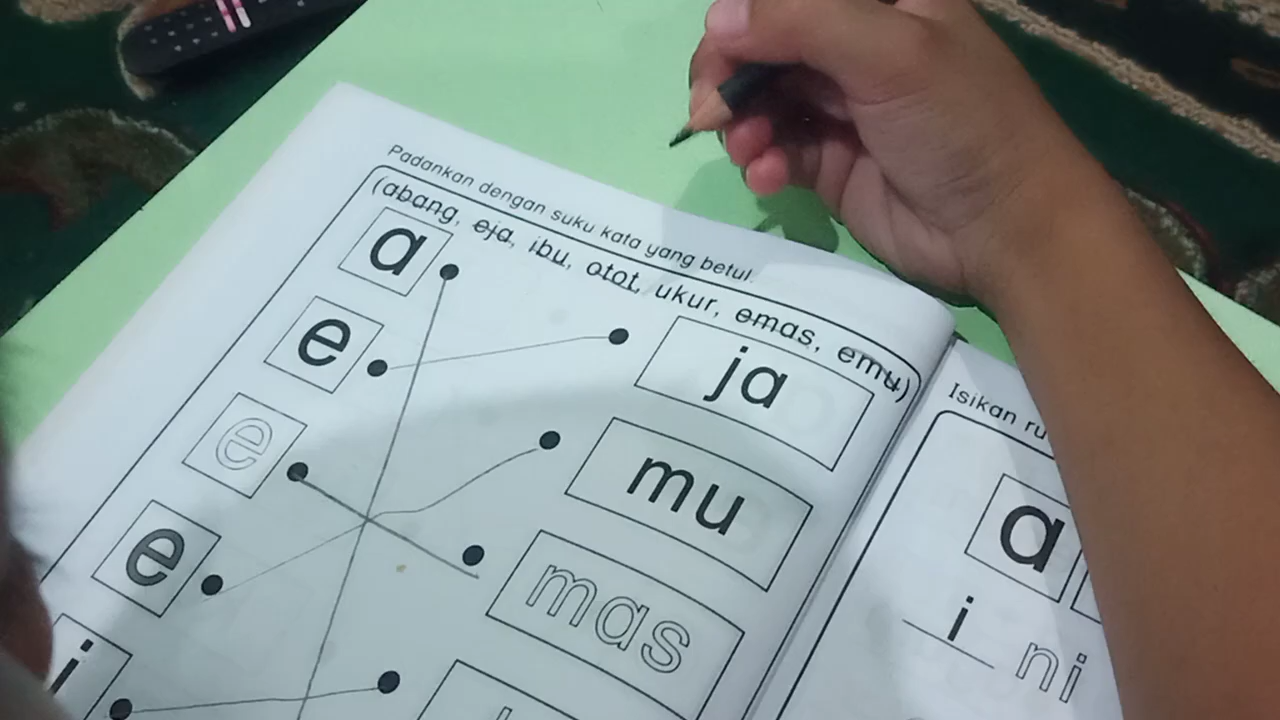 Padankan dengan suku kata yang betul.
(abang, eja, ibu, otot, ukur, emas, emu)
a
e
ja
e
mu
e
mas
i
Isikan ru
a
i ni